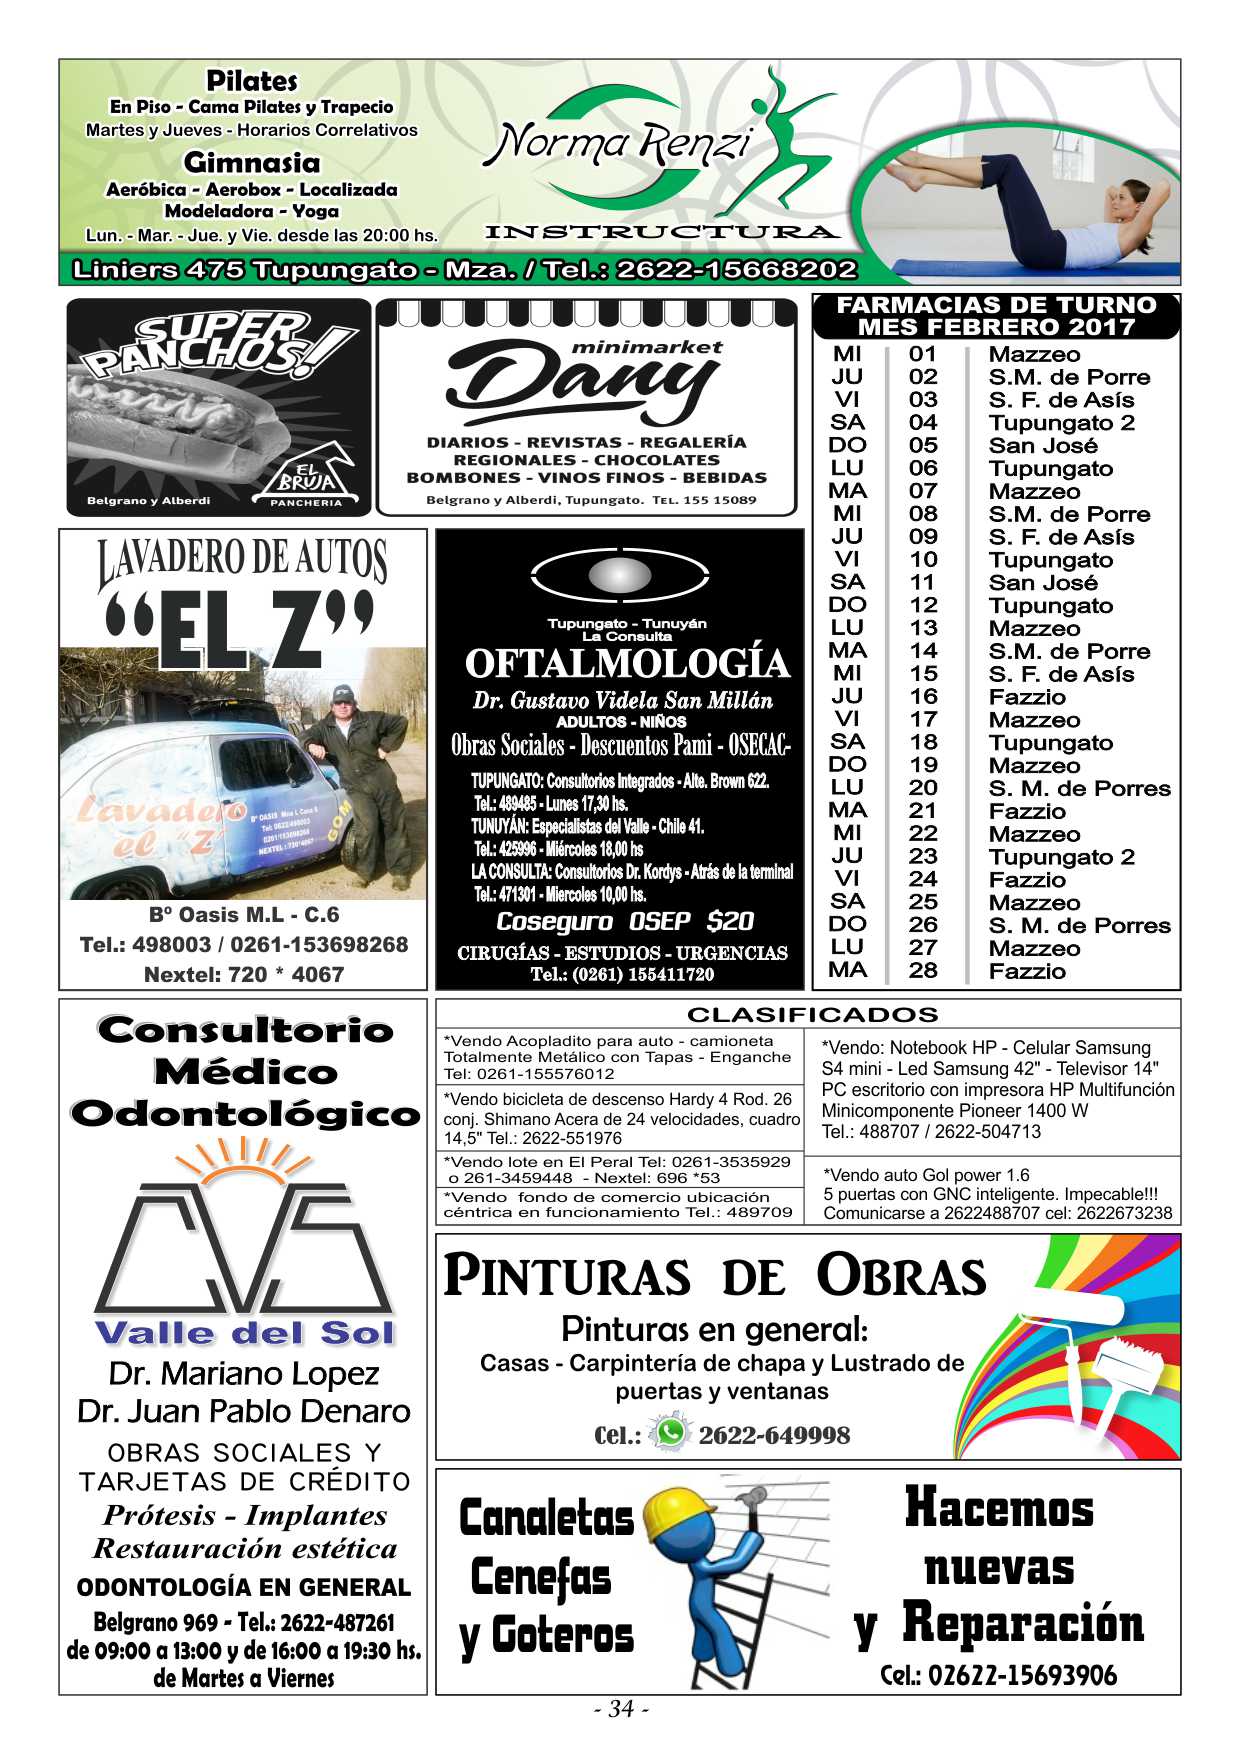 Pilates
En Piso - Cama Pilates y Trapecio
Martes y Jueves - Horarios Correlativos
Gimnasia
Aeróbica - Aerobox - Localizada
Modeladora - Yoga
Lun. - Mar. - Jue. y Vie. desde las 20:00 hs.
Norma Renzi
INSTRUCTURA
Liniers 475 Tupungato - Mza. / Tel.: 2622-15668202
SUPER
PANCHOS!
EL
BRUJA
PANCHERIA
Belgrano y Alberdi
minimarket
Dany
DIARIOS - REVISTAS - REGALERÍA
REGIONALES - CHOCOLATES
BOMBONES - VINOS FINOS - BEBIDAS
Belgrano y Alberdi, Tupungato. TEL. 155 15089
FARMACIAS DE TURNO
MES FEBRERO 2017
MI 01 Mazzeo
JU 02 S.M. de Porre
VI 03 S. F. de Asís
SA 04 Tupungato 2
DO 05 San José
LU 06 Tupungato
MA 07 Mazzeo
MI 08 S.M. de Porre
JU 09 S. F. de Asís
VI 10 Tupungato
SA 11 San José
DO 12 Tupungato
LU 13 Mazzeo
MA 14 S.M. de Porre
MI 15 S. F. de Asís
JU 16 Fazzio
VI 17 Mazzeo
SA 18 Tupungato
DO 19 Mazzeo
LU 20 S. M. de Porres
MA 21 Fazzio
MI 22 Mazzeo
JU 23 Tupungato 2
VI 24 Fazzio
SA 25 Mazzeo
DO 26 S. M. de Porres
LU 27 Mazzeo
MA 28 Fazzio
LAVADERO DE AUTOS
“EL Z”
Lavadero
el "Z"
Bº OASIS Mna L Casa 6
Tel: 0622/498003
0261/153698268
NEXTEL: 720*4067
GOM
Bº Oasis M.L - C.6
Tel.: 498003 / 0261-153698268
Nextel: 720 * 4067
Tupungato - Tunuyán
La Consulta
OFTALMOLOGÍA
Dr. Gustavo Videla San Millán
ADULTOS - NIÑOS
Obras Sociales - Descuentos Pami - OSECAC-
TUPUNGATO: Consultorios Integrados - Alte. Brown 622.
Tel.: 489485 - Lunes 17,30 hs.
TUNUYÁN: Especialistas del Valle - Chile 41.
Tel.: 425996 - Miércoles 18,00 hs
LA CONSULTA: Consultorios Dr. Kordys - Atrás de la terminal
Tel.: 471301 - Miercoles 10,00 hs.
Coseguro OSEP $20
CIRUGÍAS - ESTUDIOS - URGENCIAS
Tel.: (0261) 155411720
Consultorio
Médico
Odontológico
Valle del Sol
Dr. Mariano Lopez
Dr. Juan Pablo Denaro
OBRAS SOCIALES Y
TARJETAS DE CRÉDITO
Prótesis - Implantes
Restauración estética
ODONTOLOGÍA EN GENERAL
Belgrano 969 - Tel.: 2622-487261
de 09:00 a 13:00 y de 16:00 a 19:30 hs.
de Martes a Viernes
CLASIFICADOS
*Vendo Acopladito para auto - camioneta
Totalmente Metálico con Tapas - Enganche
Tel: 0261-155576012
*Vendo bicicleta de descenso Hardy 4 Rod. 26
conj. Shimano Acera de 24 velocidades, cuadro
14,5" Tel.: 2622-551976
*Vendo lote en El Peral Tel: 0261-3535929
o 261-3459448 - Nextel: 696 *53
*Vendo fondo de comercio ubicación
céntrica en funcionamiento Tel.: 489709
*Vendo: Notebook HP - Celular Samsung
S4 mini - Led Samsung 42" - Televisor 14"
PC escritorio con impresora HP Multifunción
Minicomponente Pioneer 1400 W
Tel.: 488707 / 2622-504713
*Vendo auto Gol power 1.6
5 puertas con GNC inteligente. Impecable!!!
Comunicarse a 2622488707 cel: 2622673238
PINTURAS DE OBRAS
Pinturas en general:
Casas - Carpintería de chapa y Lustrado de
puertas y ventanas
Cel.: 2622-649998
Canaletas
Cenefas
y Goteros
Hacemos
nuevas
y Reparación
Cel.: 02622-15693906
- 34 -